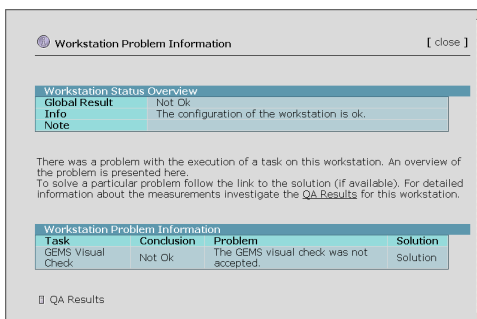 Workstation Problem Information [ close ]
Workstation Status Overview
Global Result Not Ok
Info The configuration of the workstation is ok.
Note
There was a problem with the execution of a task on this workstation. An overview of
the problem is presented here.
To solve a particular problem follow the link to the solution (if available). For detailed
information about the measurements investigate the QA Results for this workstation.
Workstation Problem Information
Task Conclusion Problem Solution
GEMS Visual Check Not Ok The GEMS visual check was not accepted. Solution
QA Results